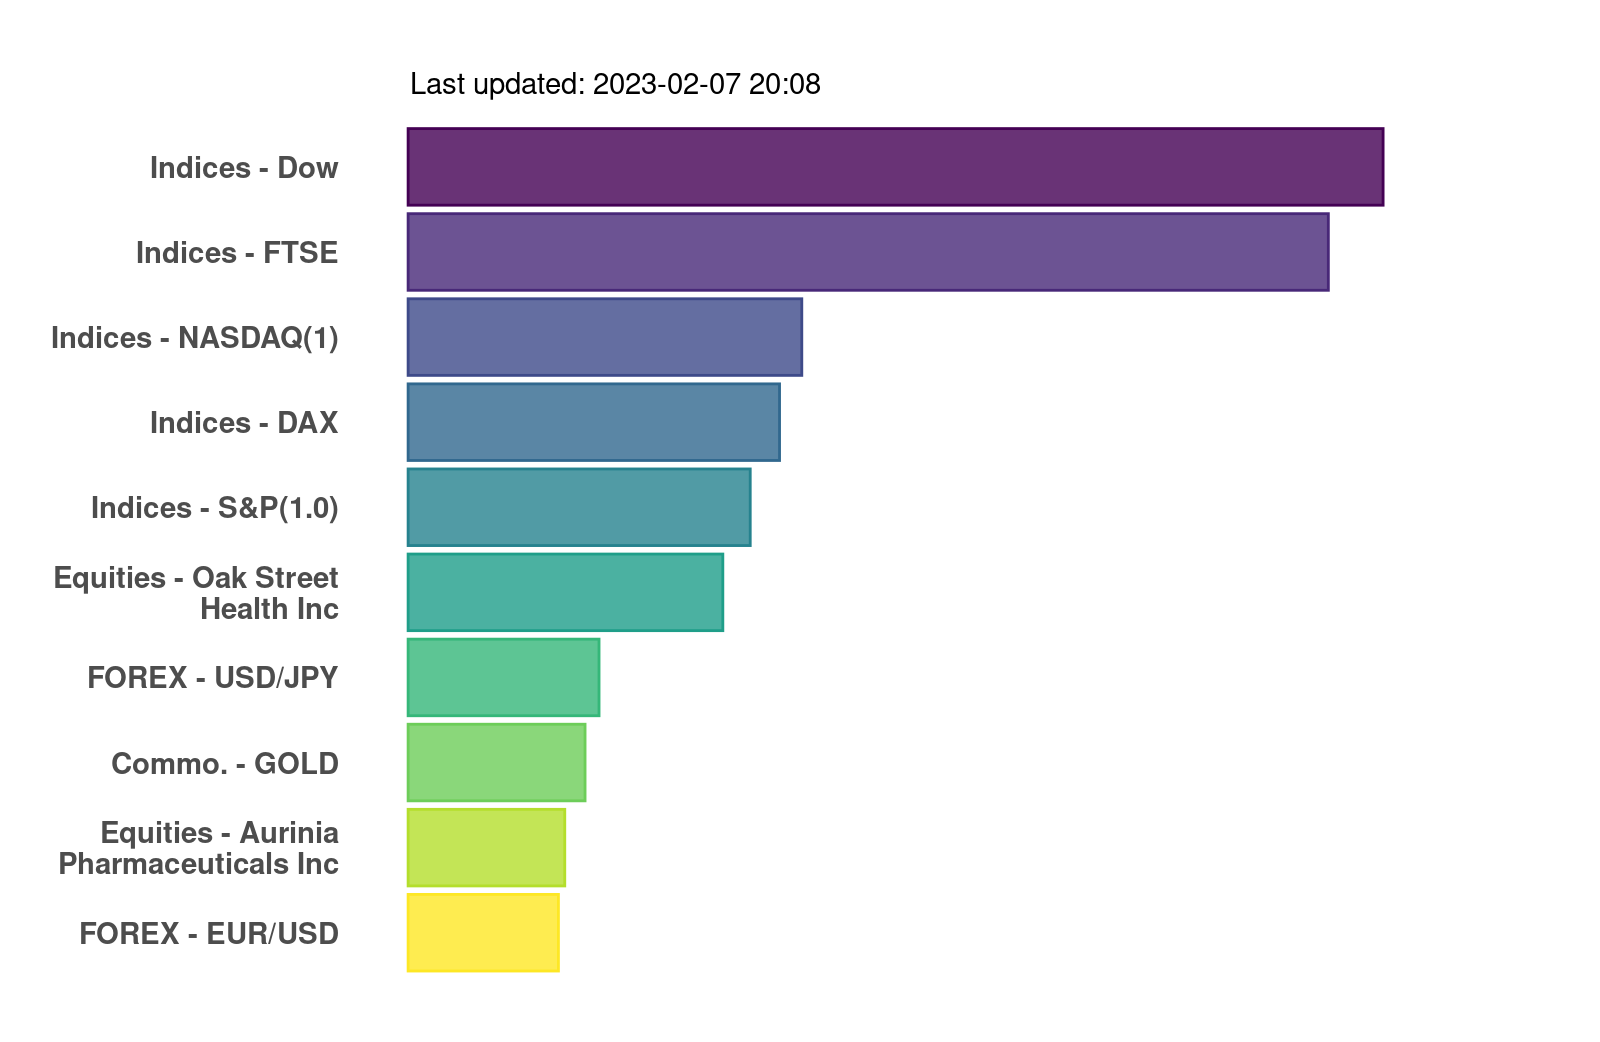 Last updated: 2023-02-07 20:08
Indices - Dow
Indices - FTSE
Indices - NASDAQ(1)
Indices - DAX
Indices - S&P(1.0)
Equities - Oak Street
Health Inc
FOREX - USD/JPY
Commo. - GOLD
Equities - Aurinia
Pharmaceuticals Inc
FOREX - EUR/USD